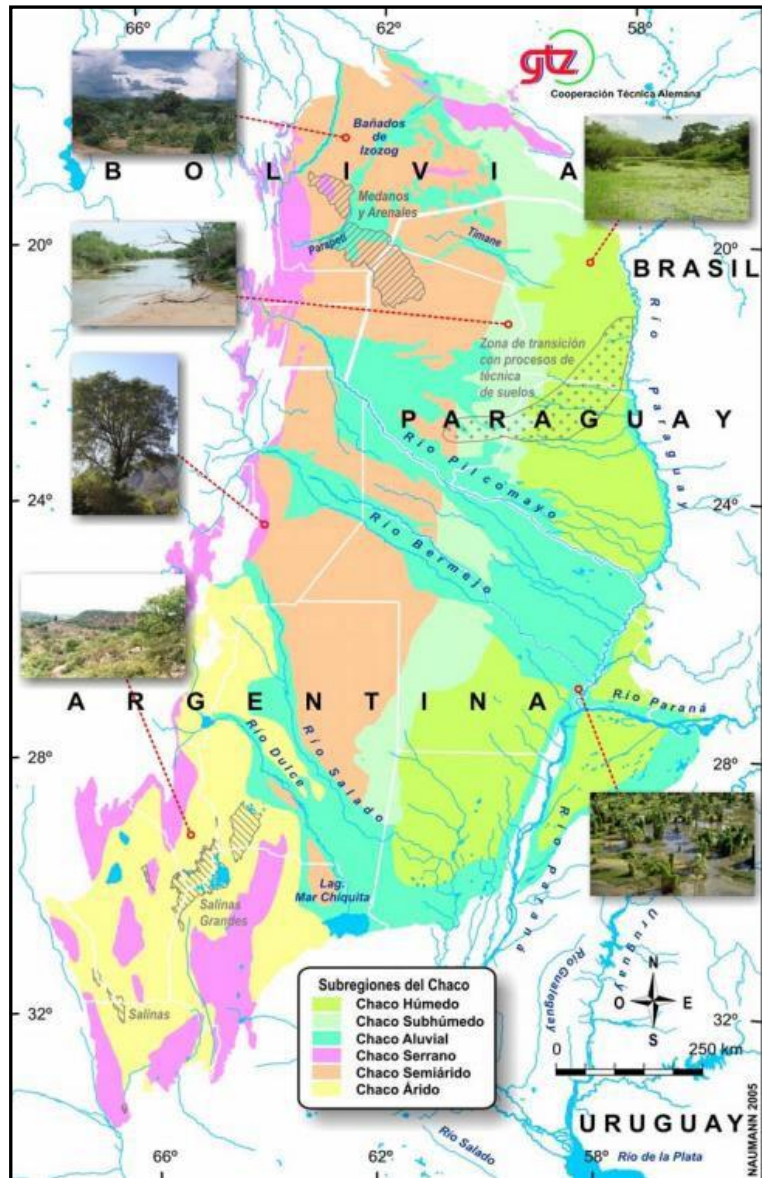 66°
62°
58°
gtz
Cooperación Técnica Alemana
Bañados
de
Izozog
BOLIVIA
Medanos
y Arenales
Parapeti
Timane
20°
20°
BRASIL
Río Paraguay
Zona de transición
con procesos de
técnica
de suelos
PARAGUAY
Río Pilcomayo
24°
24°
Río Bermejo
ARGENTINA
Río Paraná
Río Dulce
Río Salado
28°
28°
Río Paraná
Lag.
Mar Chiquita
Salinas
Grandes
Uruguay
Río Gualeguay
N
O
E
S
Salinas
32°
32°
0
250 km
Subregiones del Chaco
Chaco Húmedo
Chaco Subhúmedo
Chaco Aluvial
Chaco Serrano
Chaco Semiárido
Chaco Árido
URUGUAY
Río Salado
Río de la Plata
NAUMANN 2005
66°
62°
58°